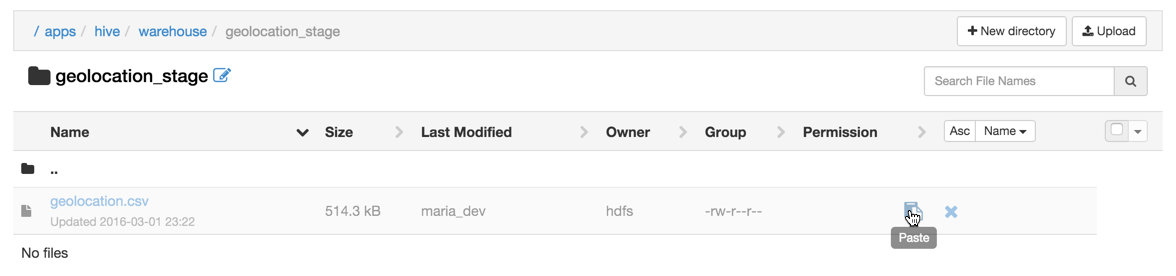 / apps / hive / warehouse / geolocation_stage
New directory
Upload
geolocation_stage
Search File Names
Name Size Last Modified Owner Group Permission Asc Name
..
geolocation.csv
Updated 2016-03-01 23:22
514.3 kB maria_dev hdfs -rw-r--r--
Paste
No files